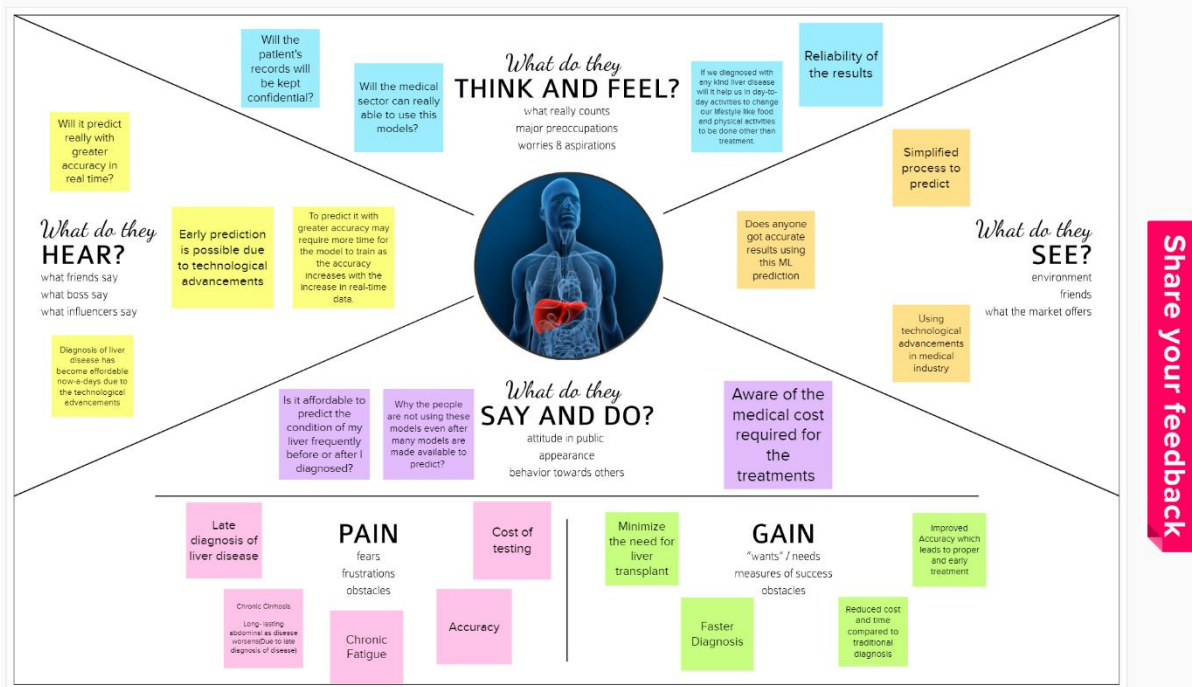 Will the
patient's
records will
be kept
confidential?
Will the medical
sector can really
able to use this
models?
What do they
THINK AND FEEL?
what really counts
major preoccupations
worries & aspirations
If we diagnosed with
any kind liver disease
will it help us in day-to-
day activities to change
our lifestyle like food
and physical activities
to be done other than
treatment.
Reliability of
the results
Will it predict
really with
greater
accuracy in
real time?
What do they
HEAR?
what friends say
what boss say
what influencers say
Early prediction
is possible due
to technological
advancements
To predict it with
greater accuracy may
require more time for
the model to train as
the accuracy
increases with the
increase in real-time
data.
Diagnosis of liver
disease has
become affordable
now-a-days due to
the technological
advancements
Simplified
process to
predict
Does anyone
got accurate
results using
this ML
prediction
What do they
SEE?
environment
friends
what the market offers
Using
technological
advancements
in medical
industry
Is it affordable to
predict the
condition of my
liver frequently
before or after I
diagnosed?
Why the people
are not using these
models even after
many models are
made available to
predict?
What do they
SAY AND DO?
attitude in public
appearance
behavior towards others
Aware of the
medical cost
required for
the
treatments
Late
diagnosis of
liver disease
PAIN
fears
frustrations
obstacles
Cost of
testing
Chronic Cirrhosis
Long- lasting
abdominal as disease
worsens(Due to late
diagnosis of disease)
Chronic
Fatigue
Accuracy
Minimize
the need for
liver
transplant
GAIN
"wants" / needs
measures of success
obstacles
Improved
Accuracy which
leads to proper
and early
treatment
Faster
Diagnosis
Reduced cost
and time
compared to
traditional
diagnosis
Share your feedback